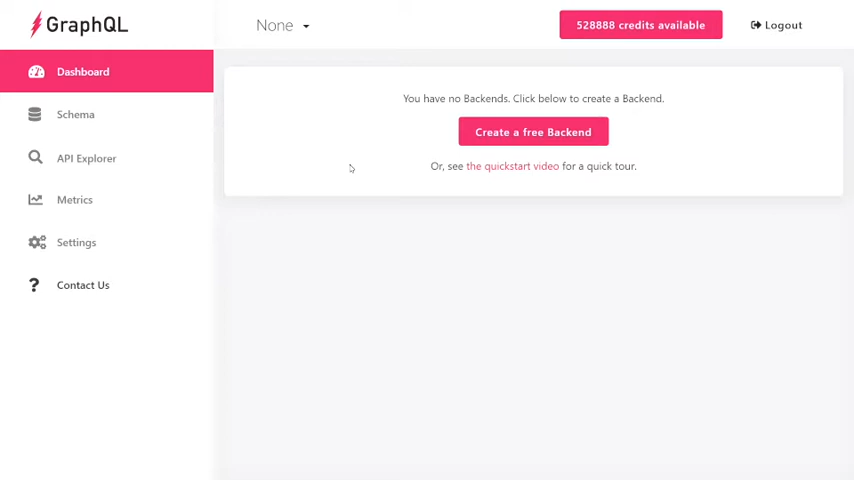 GraphQL
None
528888 credits available
Logout
Dashboard
Schema
API Explorer
Metrics
Settings
Contact Us
You have no Backends. Click below to create a Backend.
Create a free Backend
Or, see the quickstart video for a quick tour.